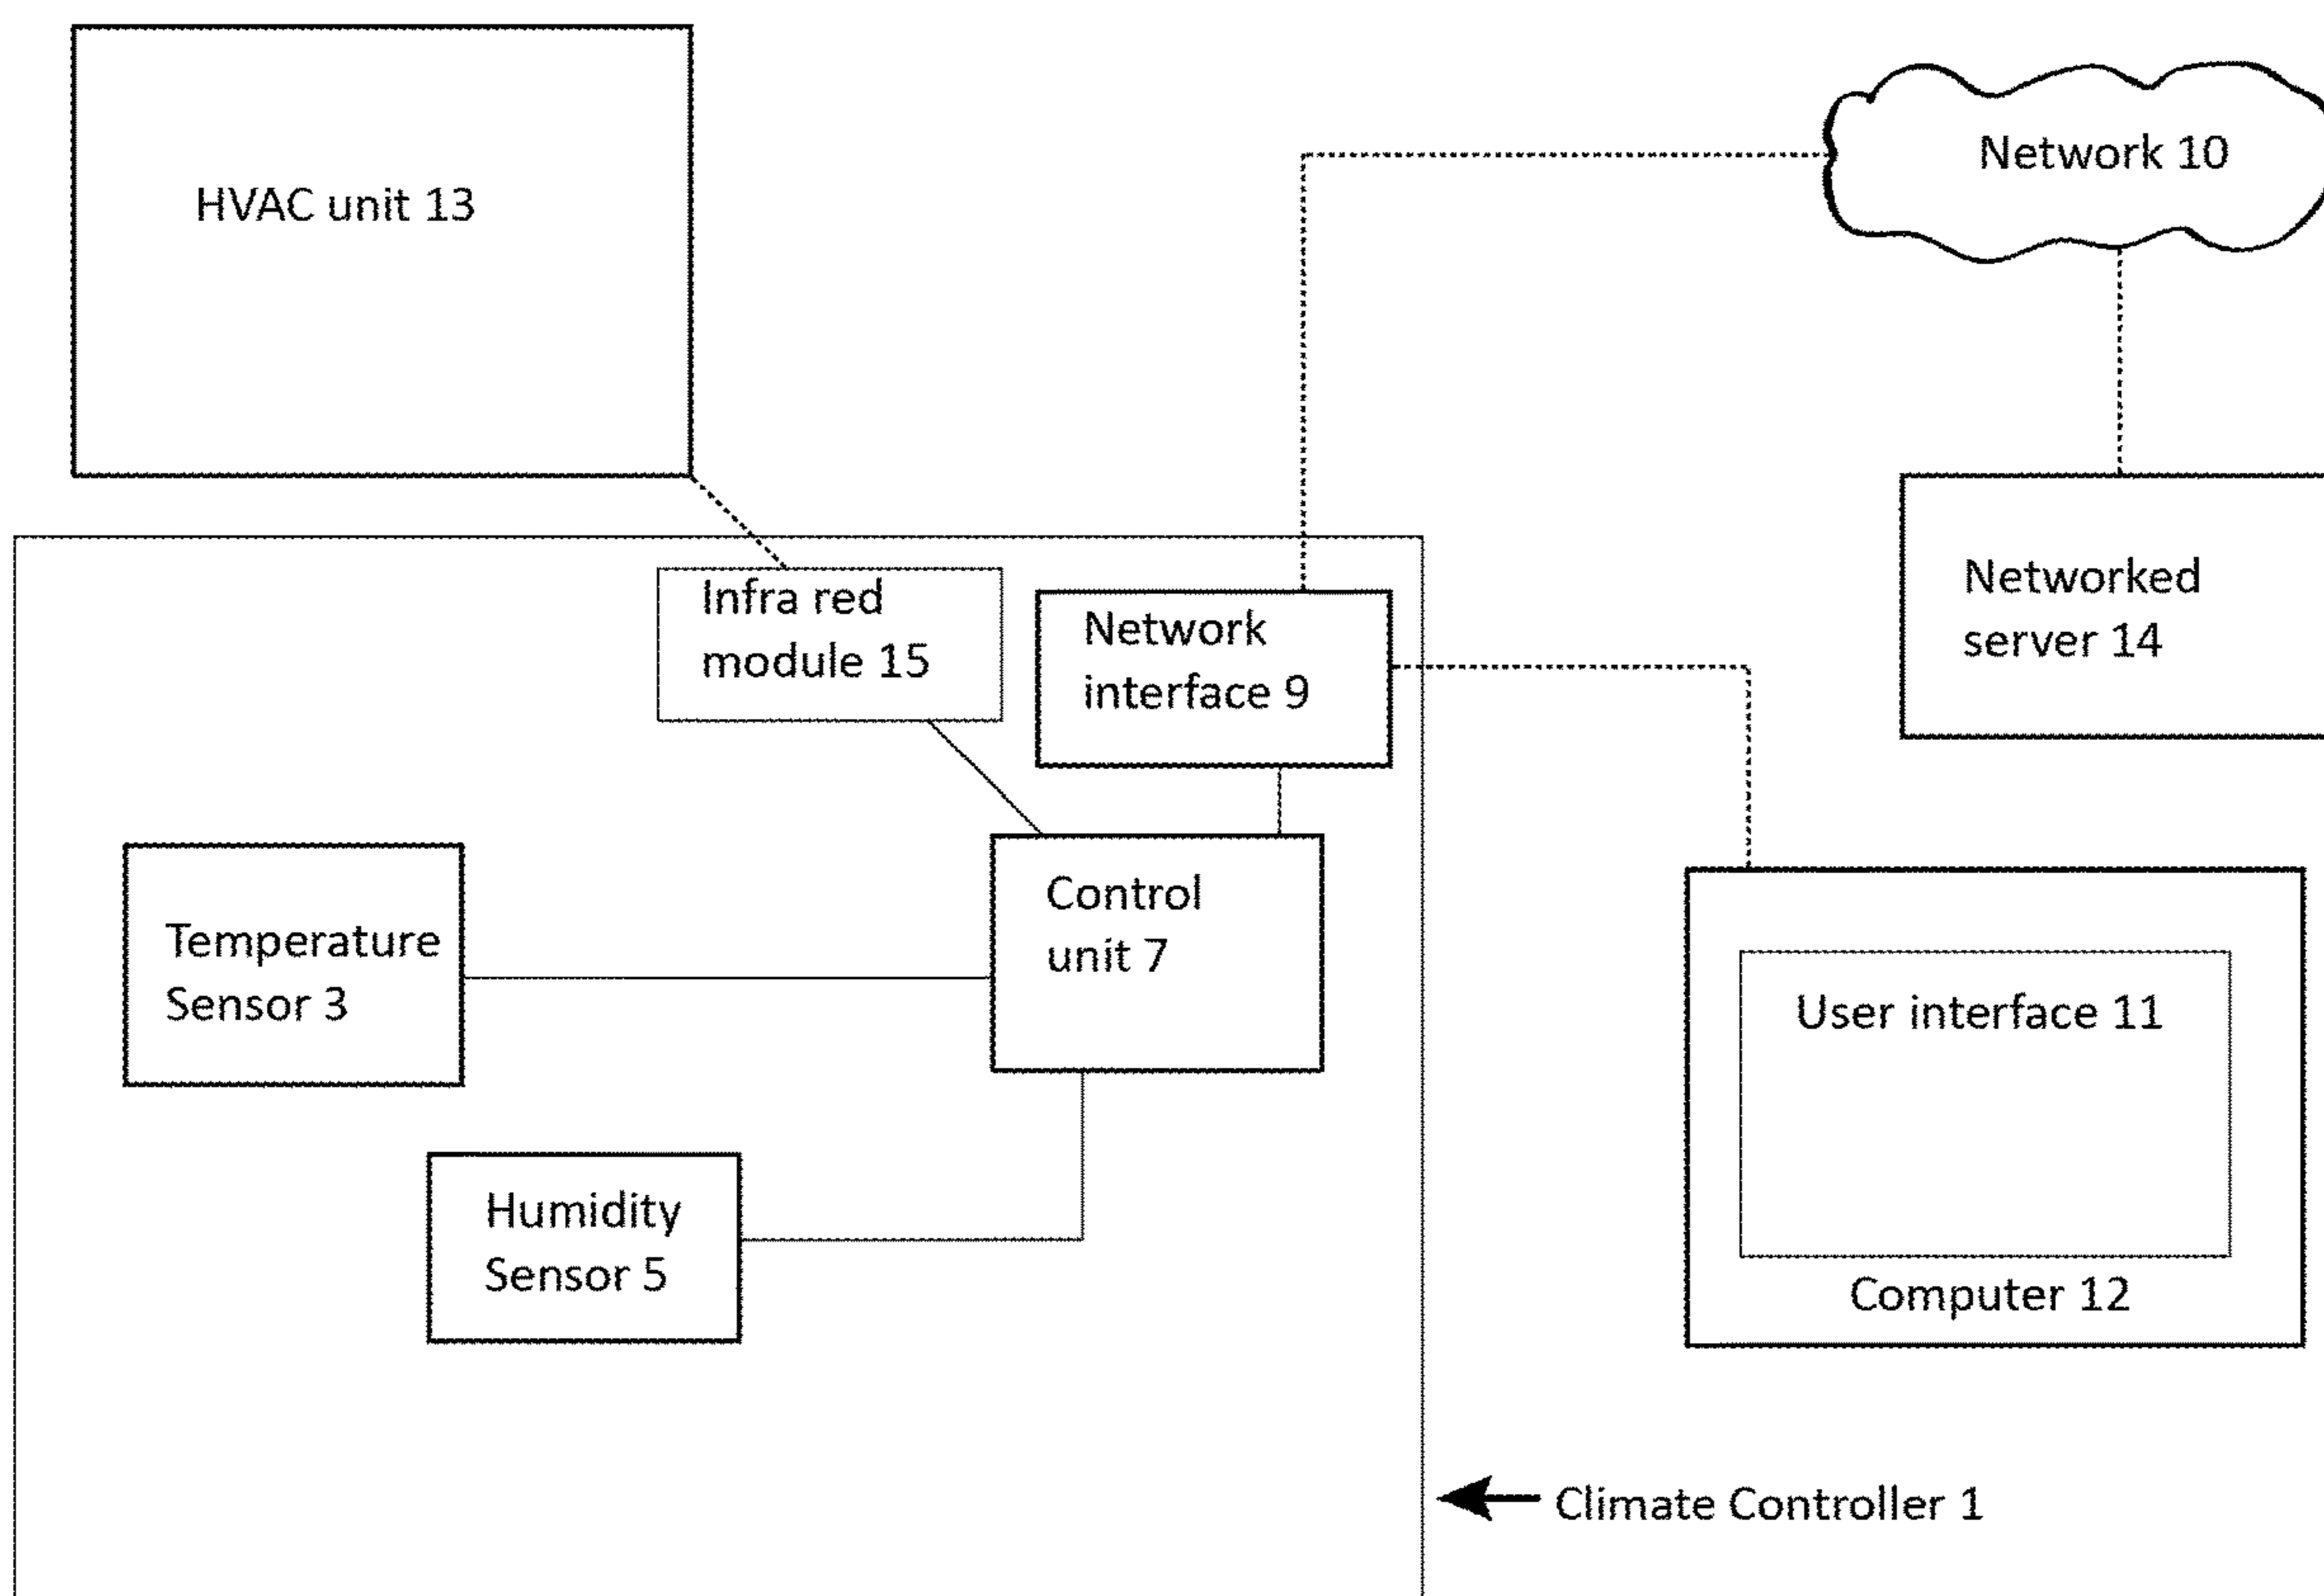 HVAC unit 13
Network 10
Infra red
module 15
Network
interface 9
Networked
server 14
Control
unit 7
Temperature
Sensor 3
User interface 11
Humidity
Sensor 5
Computer 12
Climate Controller 1